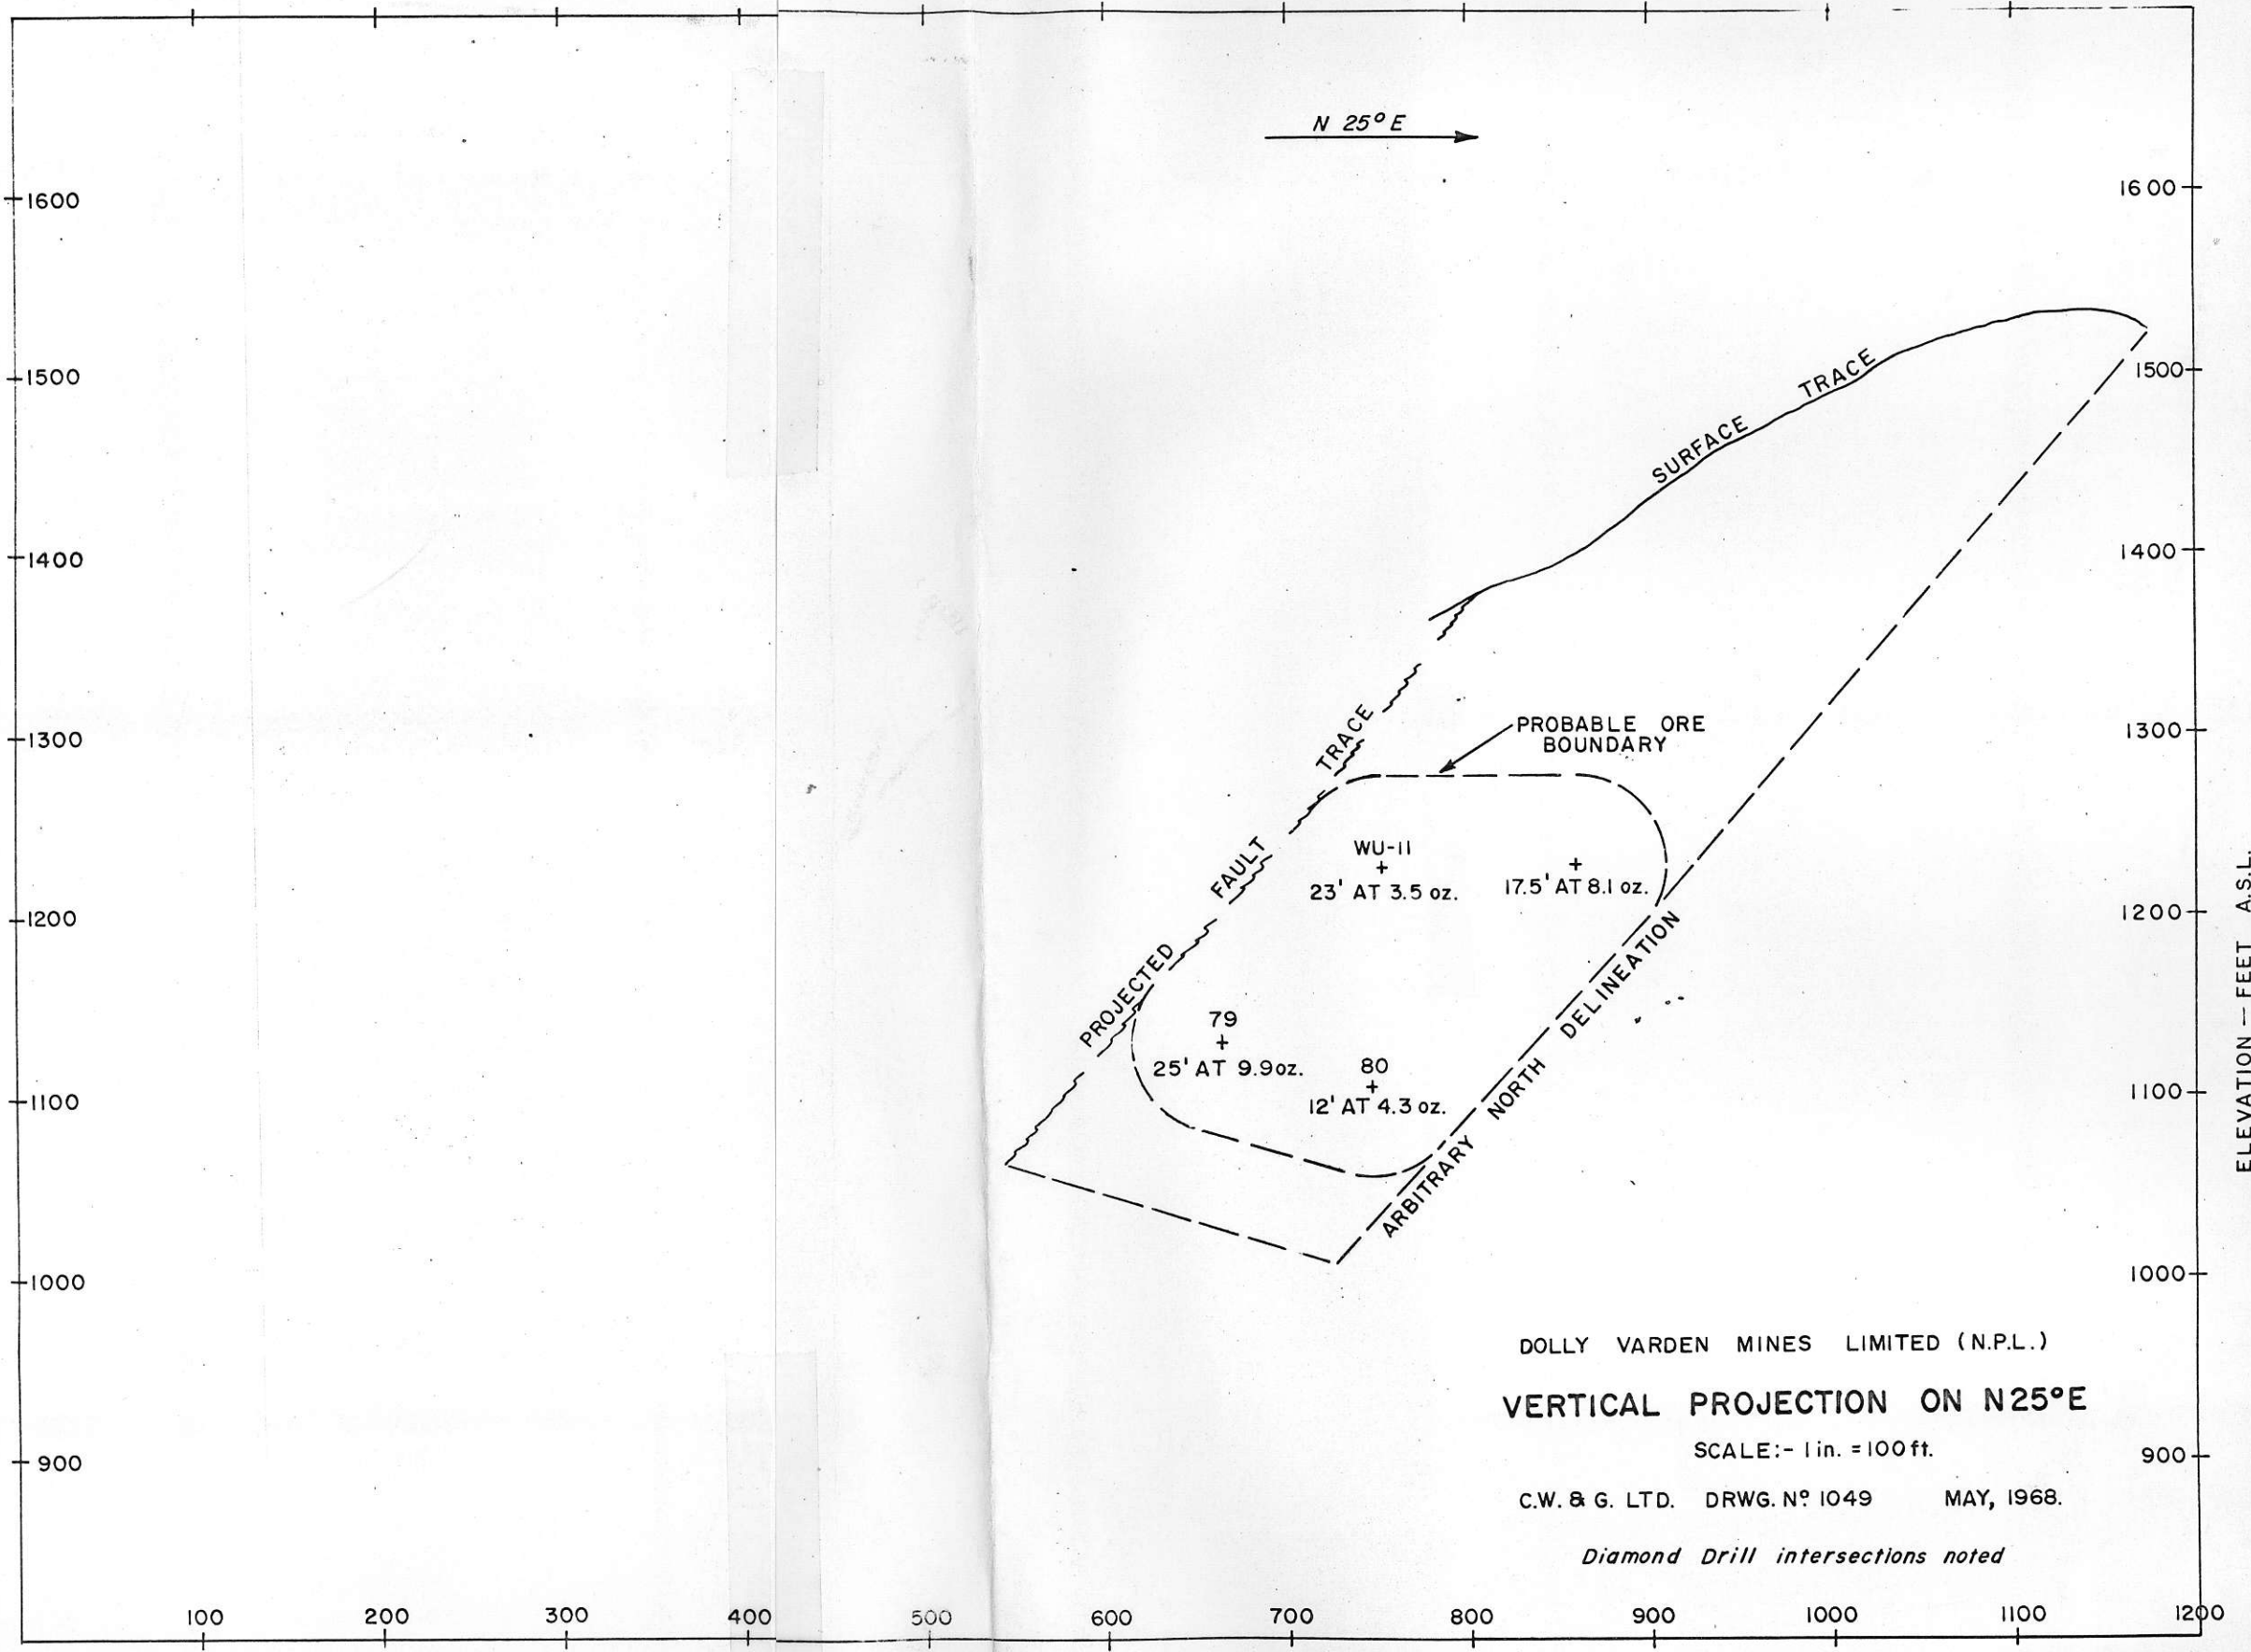 N 25° E
1600
1600
1500
1500
1400
1400
1300
1300
1200
1200
1100
1100
1000
1000
900
900
SURFACE TRACE
PROBABLE ORE
BOUNDARY
PROJECTED FAULT TRACE
WU-11
+
23' AT 3.5 oz.
+
17.5' AT 8.1 oz.
79
+
25' AT 9.9 oz.
80
+
12' AT 4.3 oz.
ARBITRARY NORTH DELINEATION
ELEVATION — FEET A.S.L.
DOLLY VARDEN MINES LIMITED (N.P.L.)
VERTICAL PROJECTION ON N25°E
SCALE:- 1 in. = 100 ft.
C.W. & G. LTD. DRWG. Nº 1049 MAY, 1968.
Diamond Drill intersections noted
100 200 300 400 500 600 700 800 900 1000 1100 1200